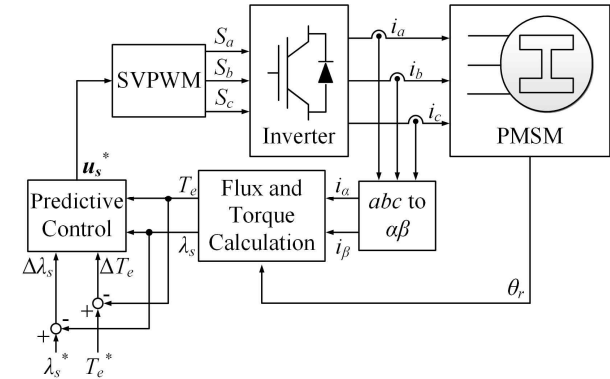 SVPWM
S_a
S_b
S_c
Inverter
i_a
i_b
i_c
PMSM
u_s^*
Predictive
Control
T_e
λ_s
Flux and
Torque
Calculation
i_α
i_β
abc to
αβ
Δλ_s
ΔT_e
θ_r
+
-
+
-
λ_s^*
T_e^*